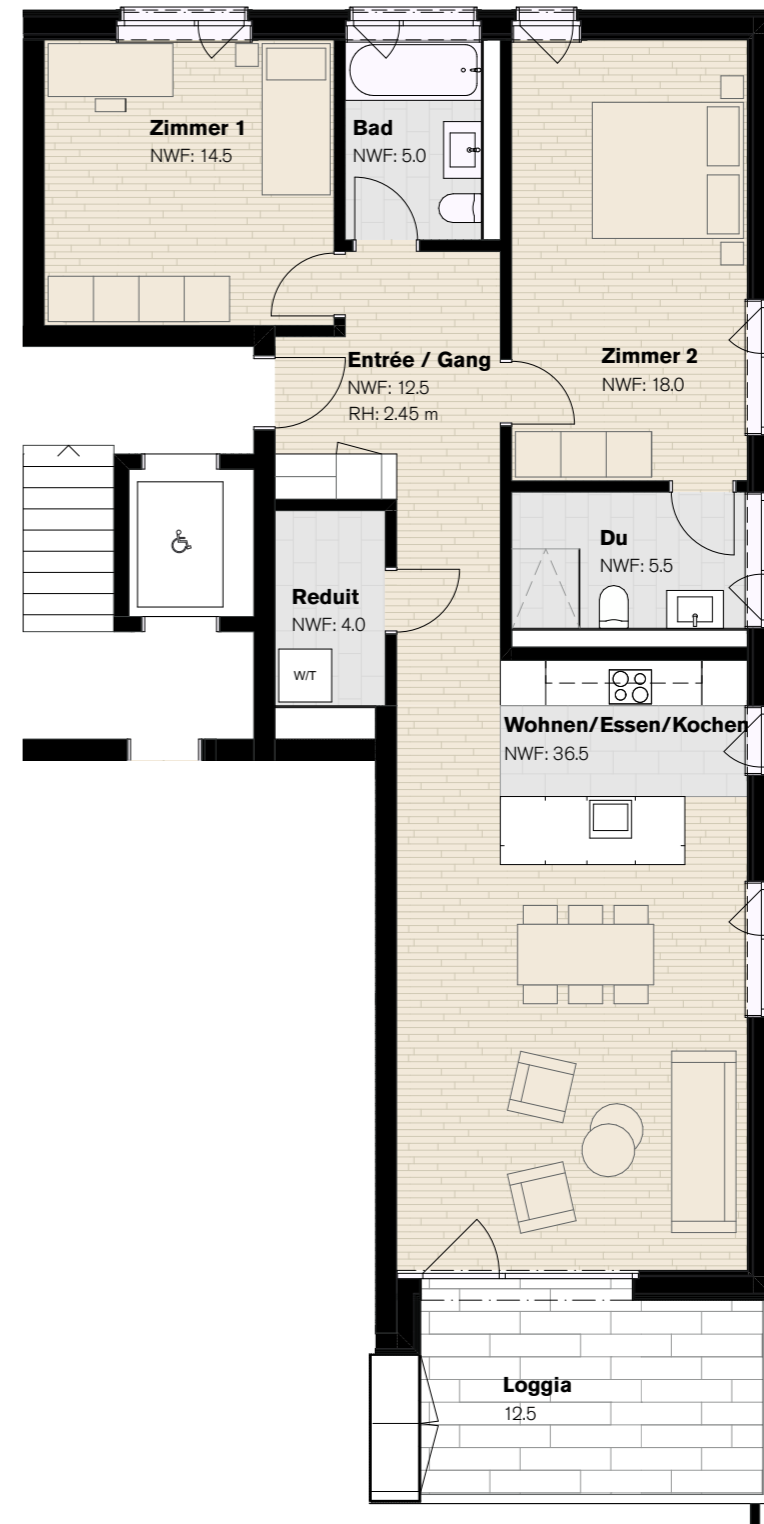 Zimmer 1
NWF: 14.5
Bad
NWF: 5.0
Entrée / Gang
NWF: 12.5
RH: 2.45 m
Zimmer 2
NWF: 18.0
Du
NWF: 5.5
Reduit
NWF: 4.0
W/T
Wohnen/Essen/Kochen
NWF: 36.5
Loggia
12.5